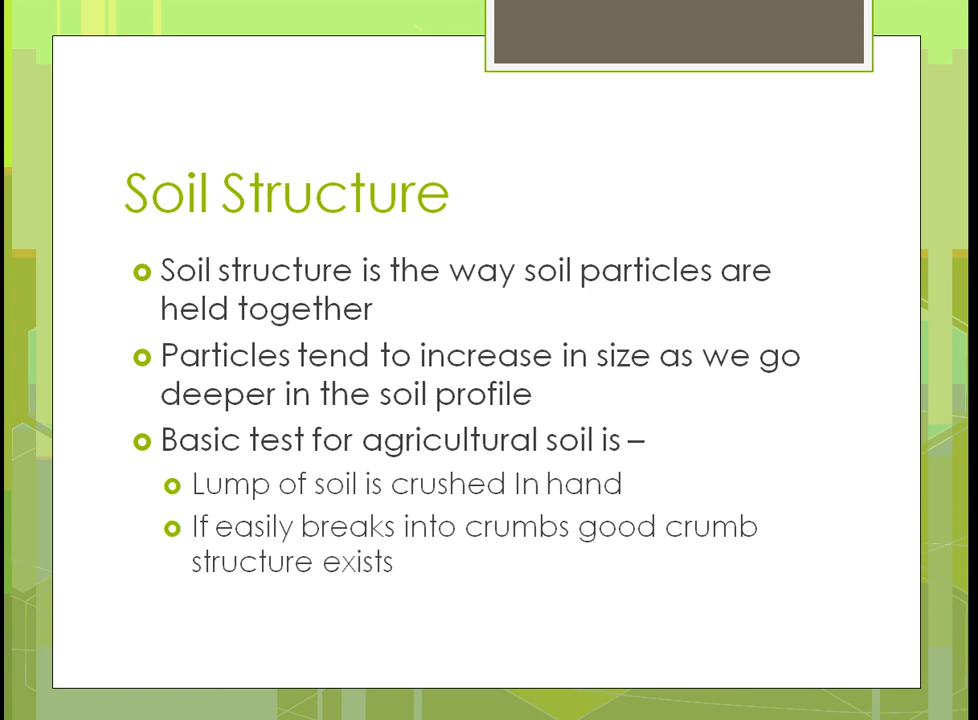 Soil Structure
Soil structure is the way soil particles are
held together
Particles tend to increase in size as we go
deeper in the soil profile
Basic test for agricultural soil is –
Lump of soil is crushed In hand
If easily breaks into crumbs good crumb
structure exists